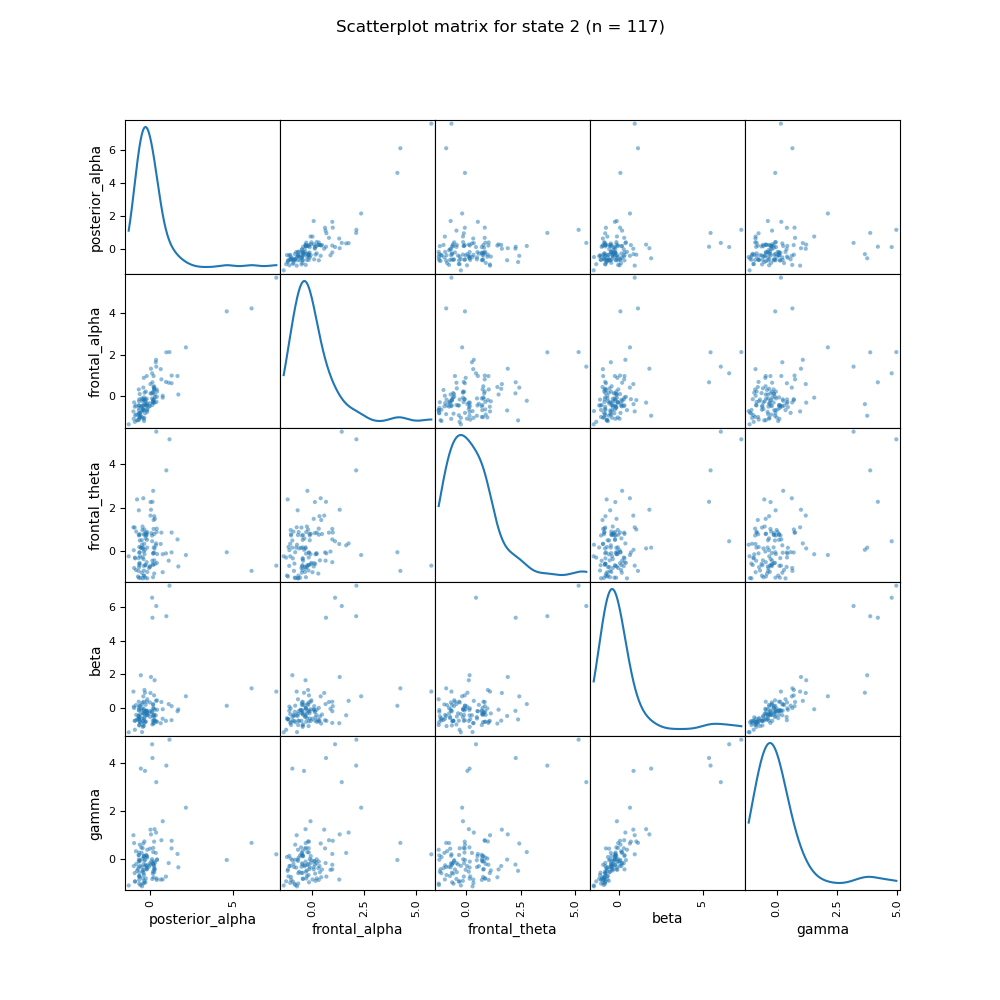 Scatterplot matrix for state 2 (n = 117)
posterior_alpha
6
4
2
0
frontal_alpha
4
2
0
frontal_theta
4
2
0
beta
6
4
2
0
gamma
4
2
0
0 5 0.0 2.5 5.0 0.0 2.5 5.0 0 5 0.0 2.5 5.0
posterior_alpha frontal_alpha frontal_theta beta gamma